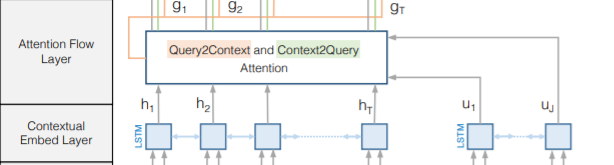 g1 g2 gT
Attention Flow
Layer
Query2Context and Context2Query
Attention
h1 h2 hT u1 uJ
Contextual
Embed Layer
LSTM LSTM